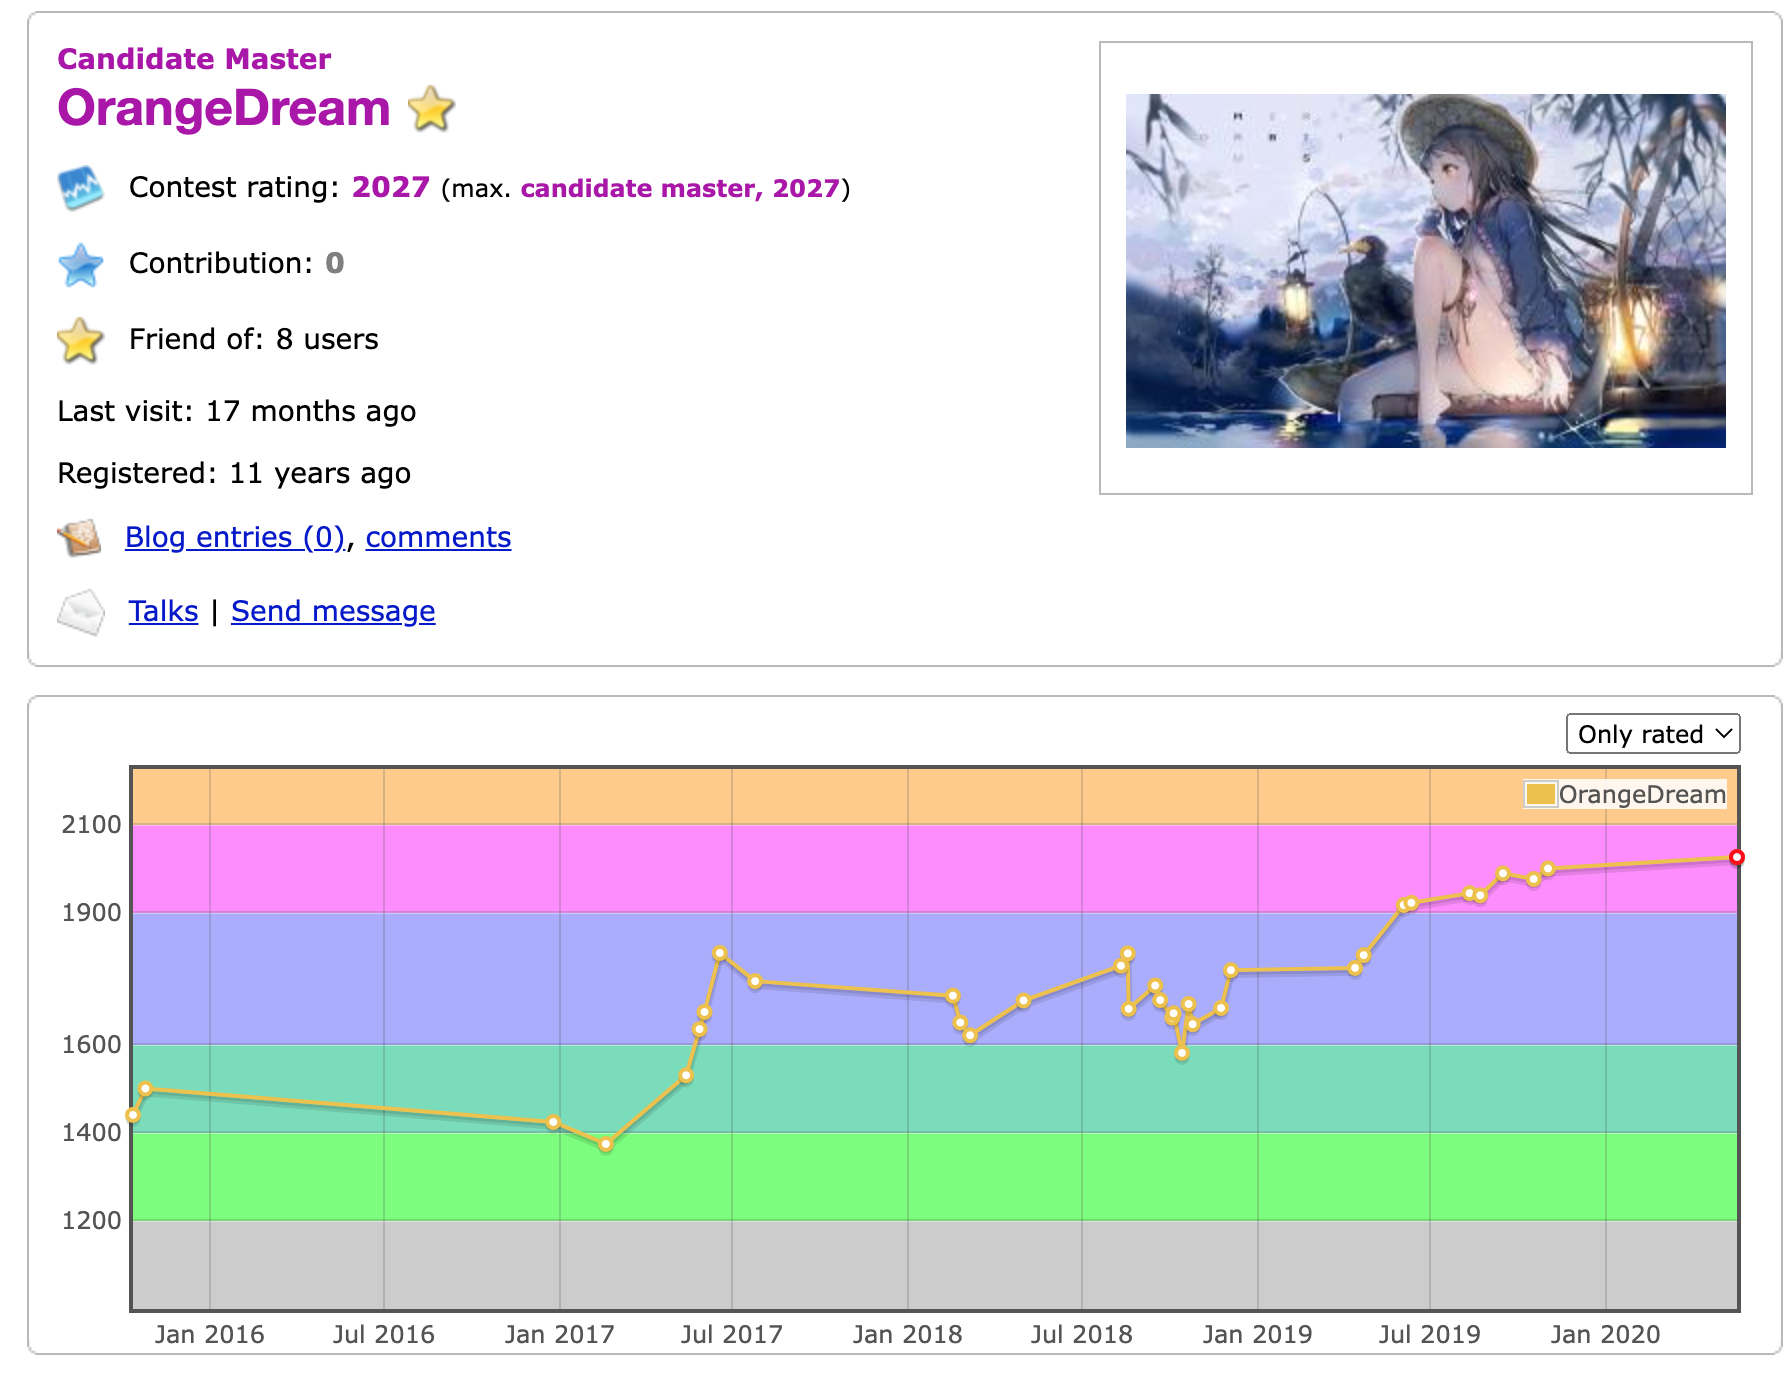 Candidate Master
OrangeDream
Contest rating: 2027 (max. candidate master, 2027)
Contribution: 0
Friend of: 8 users
Last visit: 17 months ago
Registered: 11 years ago
Blog entries (0), comments
Talks | Send message
Only rated
OrangeDream
2100
1900
1600
1400
1200
Jan 2016 Jul 2016 Jan 2017 Jul 2017 Jan 2018 Jul 2018 Jan 2019 Jul 2019 Jan 2020